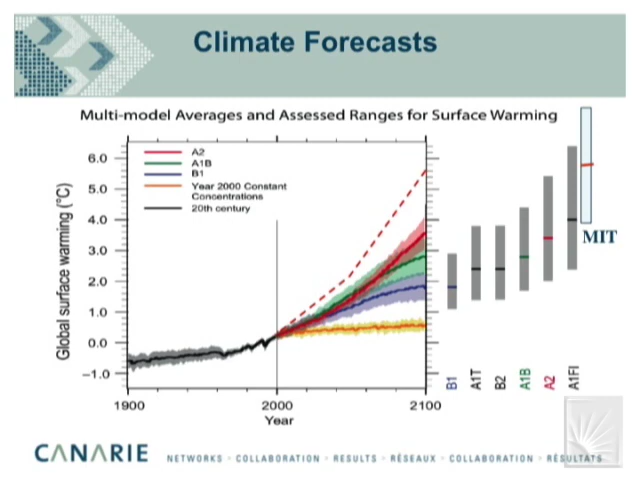 Climate Forecasts
Multi-model Averages and Assessed Ranges for Surface Warming
Global surface warming (°C)
6.0
5.0
4.0
3.0
2.0
1.0
0.0
−1.0
A2
A1B
B1
Year 2000 Constant
Concentrations
20th century
1900
2000
2100
Year
B1
A1T
B2
A1B
A2
A1FI
MIT
CANARIE
NETWORKS · COLLABORATION · RESULTS · RÉSEAUX · COLLABORATION · RÉSULTATS